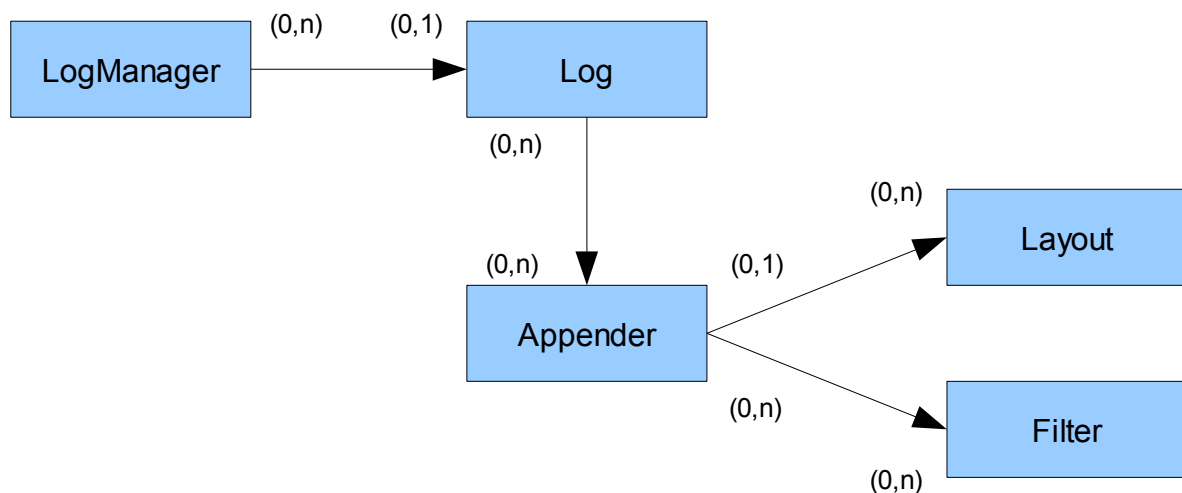 (0,n) (0,1)
LogManager Log
(0,n)
(0,n)
Layout
(0,n) (0,1)
Appender
(0,n)
Filter
(0,n)